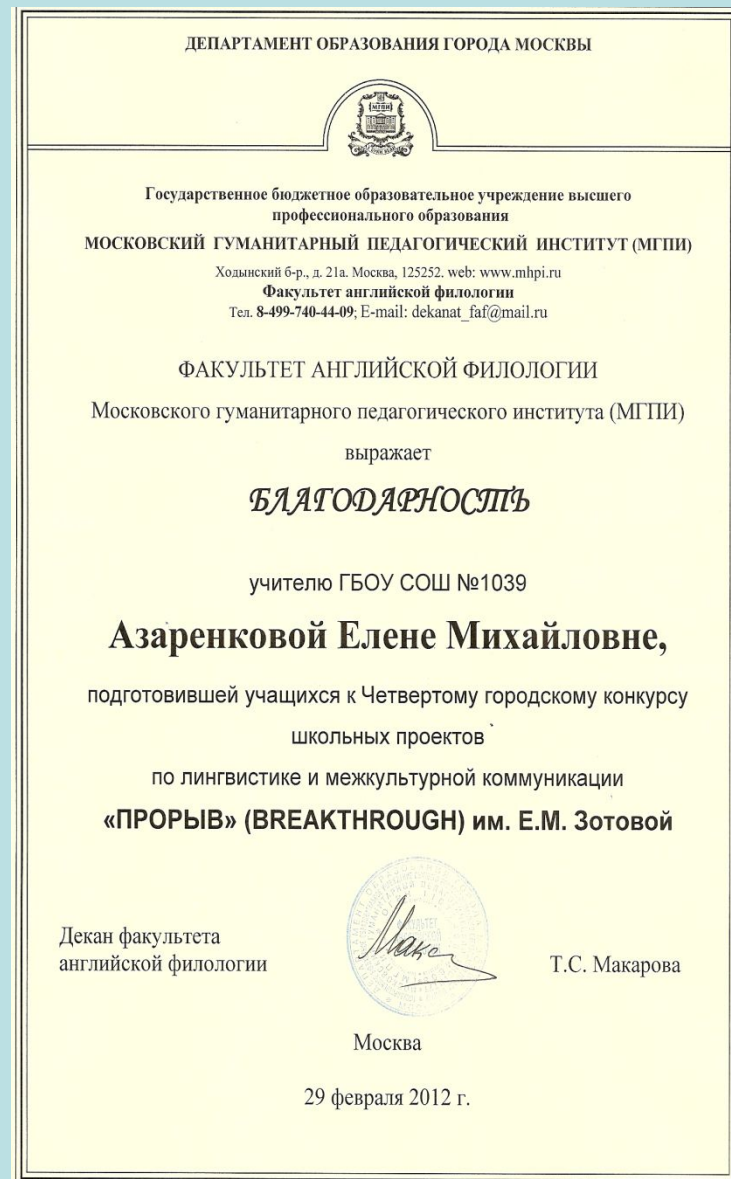 ДЕПАРТАМЕНТ ОБРАЗОВАНИЯ ГОРОДА МОСКВЫ
МГПИ
Государственное бюджетное образовательное учреждение высшего
профессионального образования
МОСКОВСКИЙ ГУМАНИТАРНЫЙ ПЕДАГОГИЧЕСКИЙ ИНСТИТУТ (МГПИ)
Ходынский б-р., д. 21а. Москва, 125252. web: www.mhpi.ru
Факультет английской филологии
Тел. 8-499-740-44-09; E-mail: dekanat_faf@mail.ru
ФАКУЛЬТЕТ АНГЛИЙСКОЙ ФИЛОЛОГИИ
Московского гуманитарного педагогического института (МГПИ)
выражает
БЛАГОДАРНОСТЬ
учителю ГБОУ СОШ №1039
Азаренковой Елене Михайловне,
подготовившей учащихся к Четвертому городскому конкурсу
школьных проектов
по лингвистике и межкультурной коммуникации
«ПРОРЫВ» (BREAKTHROUGH) им. Е.М. Зотовой
Декан факультета
английской филологии
Т.С. Макарова
Москва
29 февраля 2012 г.